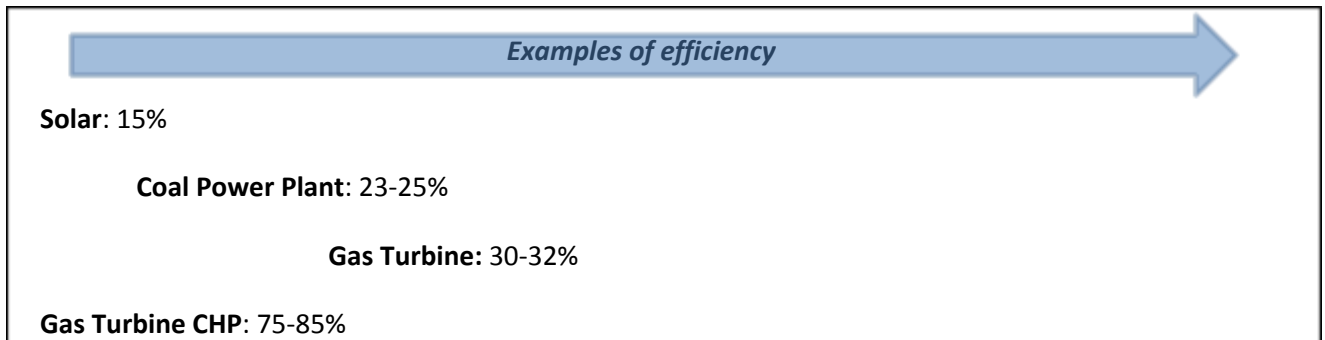 Examples of efficiency
Solar: 15%
Coal Power Plant: 23-25%
Gas Turbine: 30-32%
Gas Turbine CHP: 75-85%